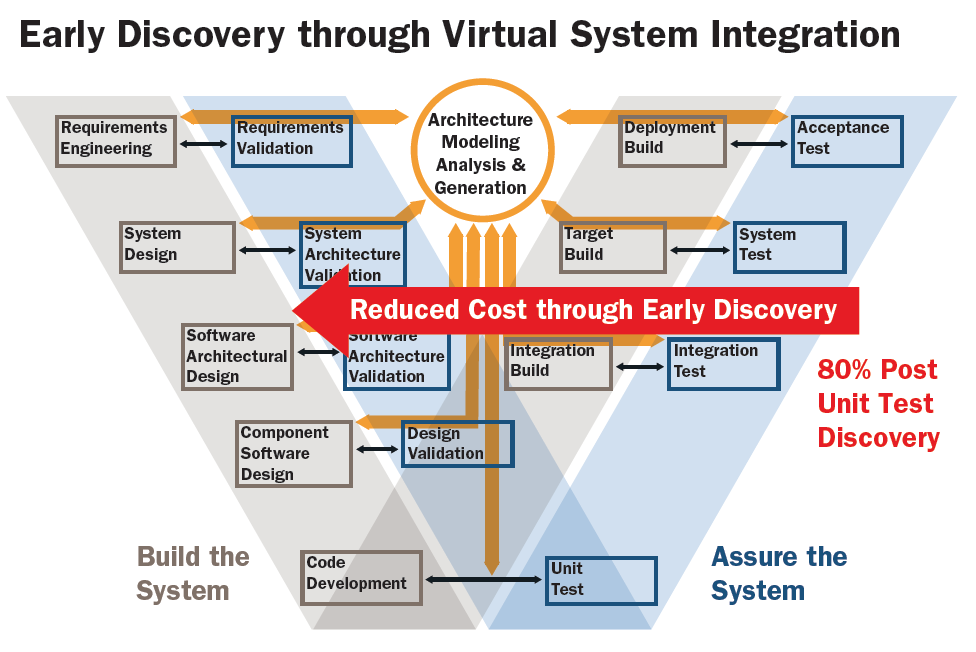 Early Discovery through Virtual System Integration
Requirements
Engineering
Requirements
Validation
Architecture
Modeling
Analysis &
Generation
Deployment
Build
Acceptance
Test
System
Design
System
Architecture
Validation
Target
Build
System
Test
Reduced Cost through Early Discovery
Software
Architectural
Design
Software
Architecture
Validation
Integration
Build
Integration
Test
80% Post
Unit Test
Discovery
Component
Software
Design
Design
Validation
Build the
System
Code
Development
Unit
Test
Assure the
System